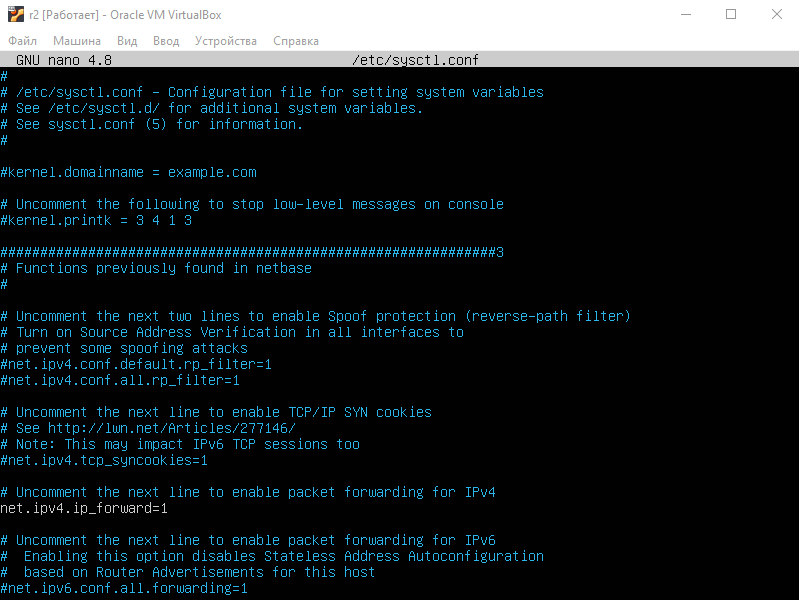 r2 [Работает] - Oracle VM VirtualBox
Файл Машина Вид Ввод Устройства Справка
GNU nano 4.8 /etc/sysctl.conf
#
# /etc/sysctl.conf - Configuration file for setting system variables
# See /etc/sysctl.d/ for additional system variables.
# See sysctl.conf (5) for information.
#
#kernel.domainname = example.com
# Uncomment the following to stop low-level messages on console
#kernel.printk = 3 4 1 3
##############################################################3
# Functions previously found in netbase
#
# Uncomment the next two lines to enable Spoof protection (reverse-path filter)
# Turn on Source Address Verification in all interfaces to
# prevent some spoofing attacks
#net.ipv4.conf.default.rp_filter=1
#net.ipv4.conf.all.rp_filter=1
# Uncomment the next line to enable TCP/IP SYN cookies
# See http://lwn.net/Articles/277146/
# Note: This may impact IPv6 TCP sessions too
#net.ipv4.tcp_syncookies=1
# Uncomment the next line to enable packet forwarding for IPv4
net.ipv4.ip_forward=1
# Uncomment the next line to enable packet forwarding for IPv6
#  Enabling this option disables Stateless Address Autoconfiguration
#  based on Router Advertisements for this host
#net.ipv6.conf.all.forwarding=1